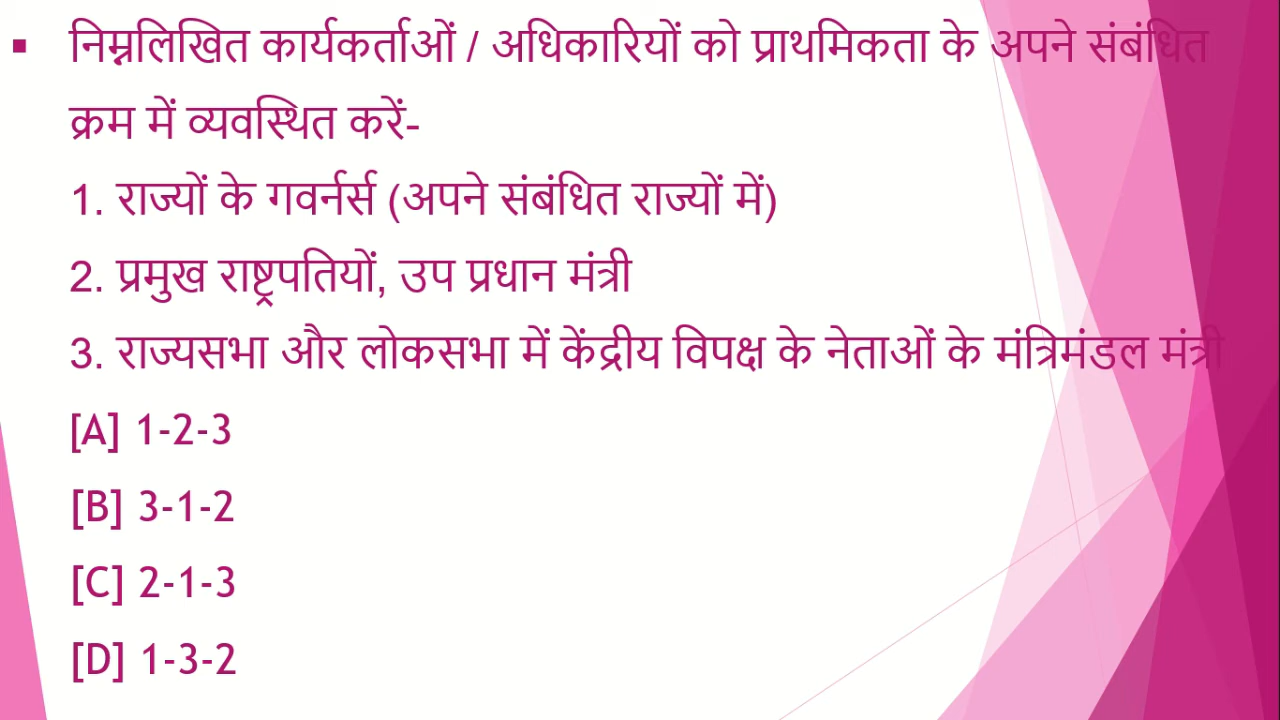 ▪ निम्नलिखित कार्यकर्ताओं / अधिकारियों को प्राथमिकता के अपने संबंधित
क्रम में व्यवस्थित करें-
1. राज्यों के गवर्नर्स (अपने संबंधित राज्यों में)
2. प्रमुख राष्ट्रपतियों, उप प्रधान मंत्री
3. राज्यसभा और लोकसभा में केंद्रीय विपक्ष के नेताओं के मंत्रिमंडल मंत्री
[A] 1-2-3
[B] 3-1-2
[C] 2-1-3
[D] 1-3-2